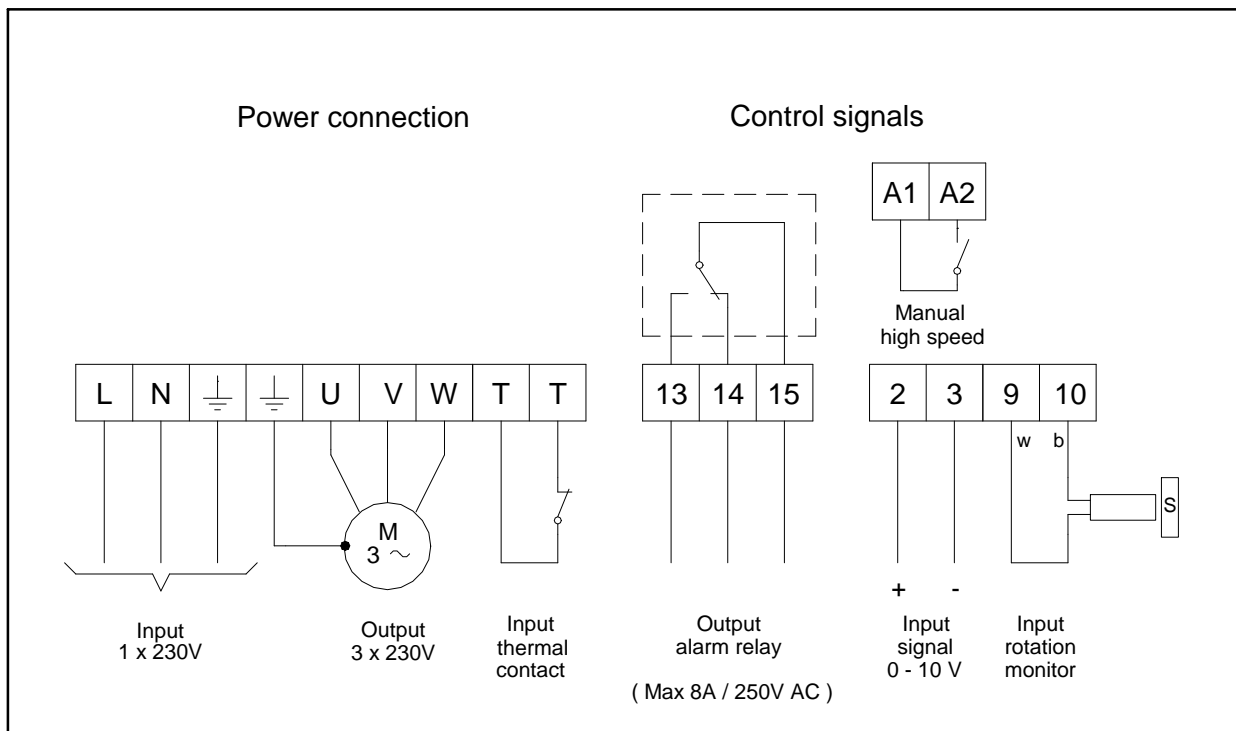 Power connection
Control signals
A1 A2
Manual
high speed
L N U V W T T
13 14 15
2 3 9 10
w b
S
M
3 ~
+ -
Input
1 x 230V
Output
3 x 230V
Input
thermal
contact
Output
alarm relay
( Max 8A / 250V AC )
Input
signal
0 - 10 V
Input
rotation
monitor